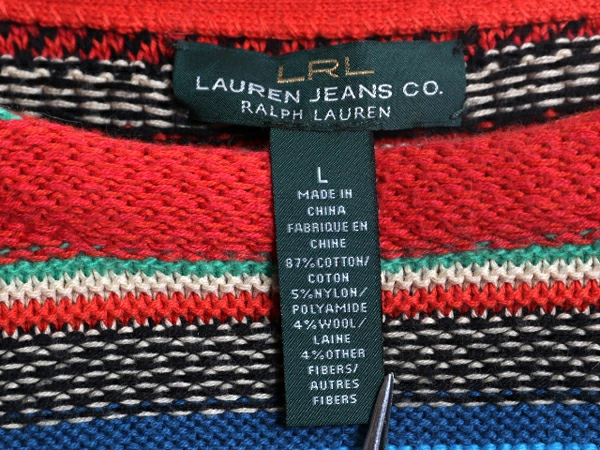 LRL
LAUREN JEANS CO.
RALPH LAUREN
L
MADE IN
CHINA
FABRIQUE EN
CHINE
87%COTTON/
COTON
5%NYLON/
POLYAMIDE
4%WOOL/
LAINE
4%OTHER
FIBERS/
AUTRES
FIBERS